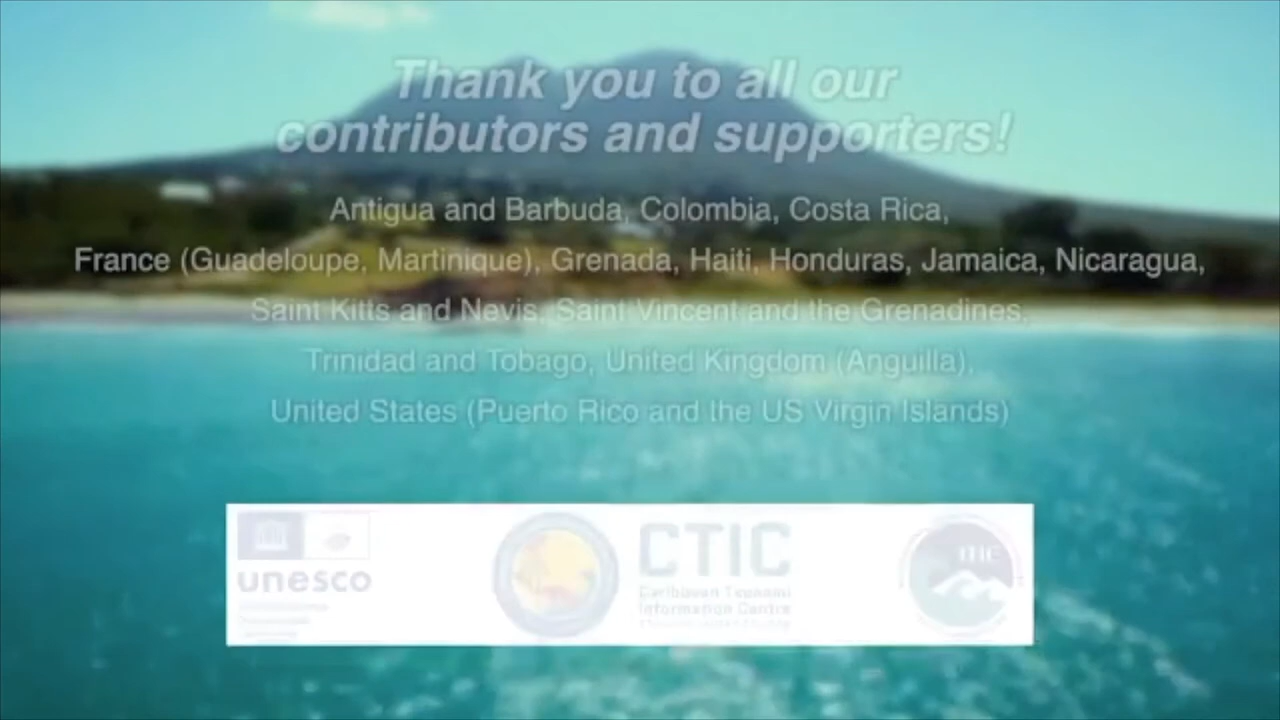 Thank you to all our
contributors and supporters!
Antigua and Barbuda, Colombia, Costa Rica,
France (Guadeloupe, Martinique), Grenada, Haiti, Honduras, Jamaica, Nicaragua,
Saint Kitts and Nevis, Saint Vincent and the Grenadines,
Trinidad and Tobago, United Kingdom (Anguilla),
United States (Puerto Rico and the US Virgin Islands)
unesco
CTIC
Caribbean Tsunami
Information Centre
ITIC